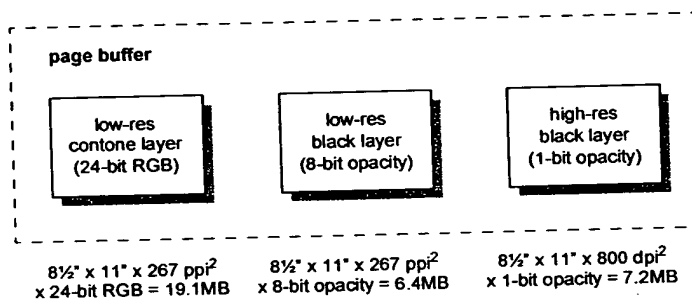 page buffer
low-res
contone layer
(24-bit RGB)
low-res
black layer
(8-bit opacity)
high-res
black layer
(1-bit opacity)
8½" x 11" x 267 ppi²
x 24-bit RGB = 19.1MB
8½" x 11" x 267 ppi²
x 8-bit opacity = 6.4MB
8½" x 11" x 800 dpi²
x 1-bit opacity = 7.2MB